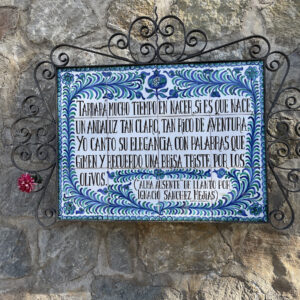 TARDARÁ MUCHO TIEMPO EN NACER, SI ES QUE NACE,
UN ANDALUZ TAN CLARO, TAN RICO DE AVENTURA.
YO CANTO SU ELEGANCIA CON PALABRAS QUE
GIMEN Y RECUERDO UNA BRISA TRISTE POR LOS
OLIVOS.
(ALMA AUSENTE DE LLANTO POR
IGNACIO SÁNCHEZ MEJÍAS)